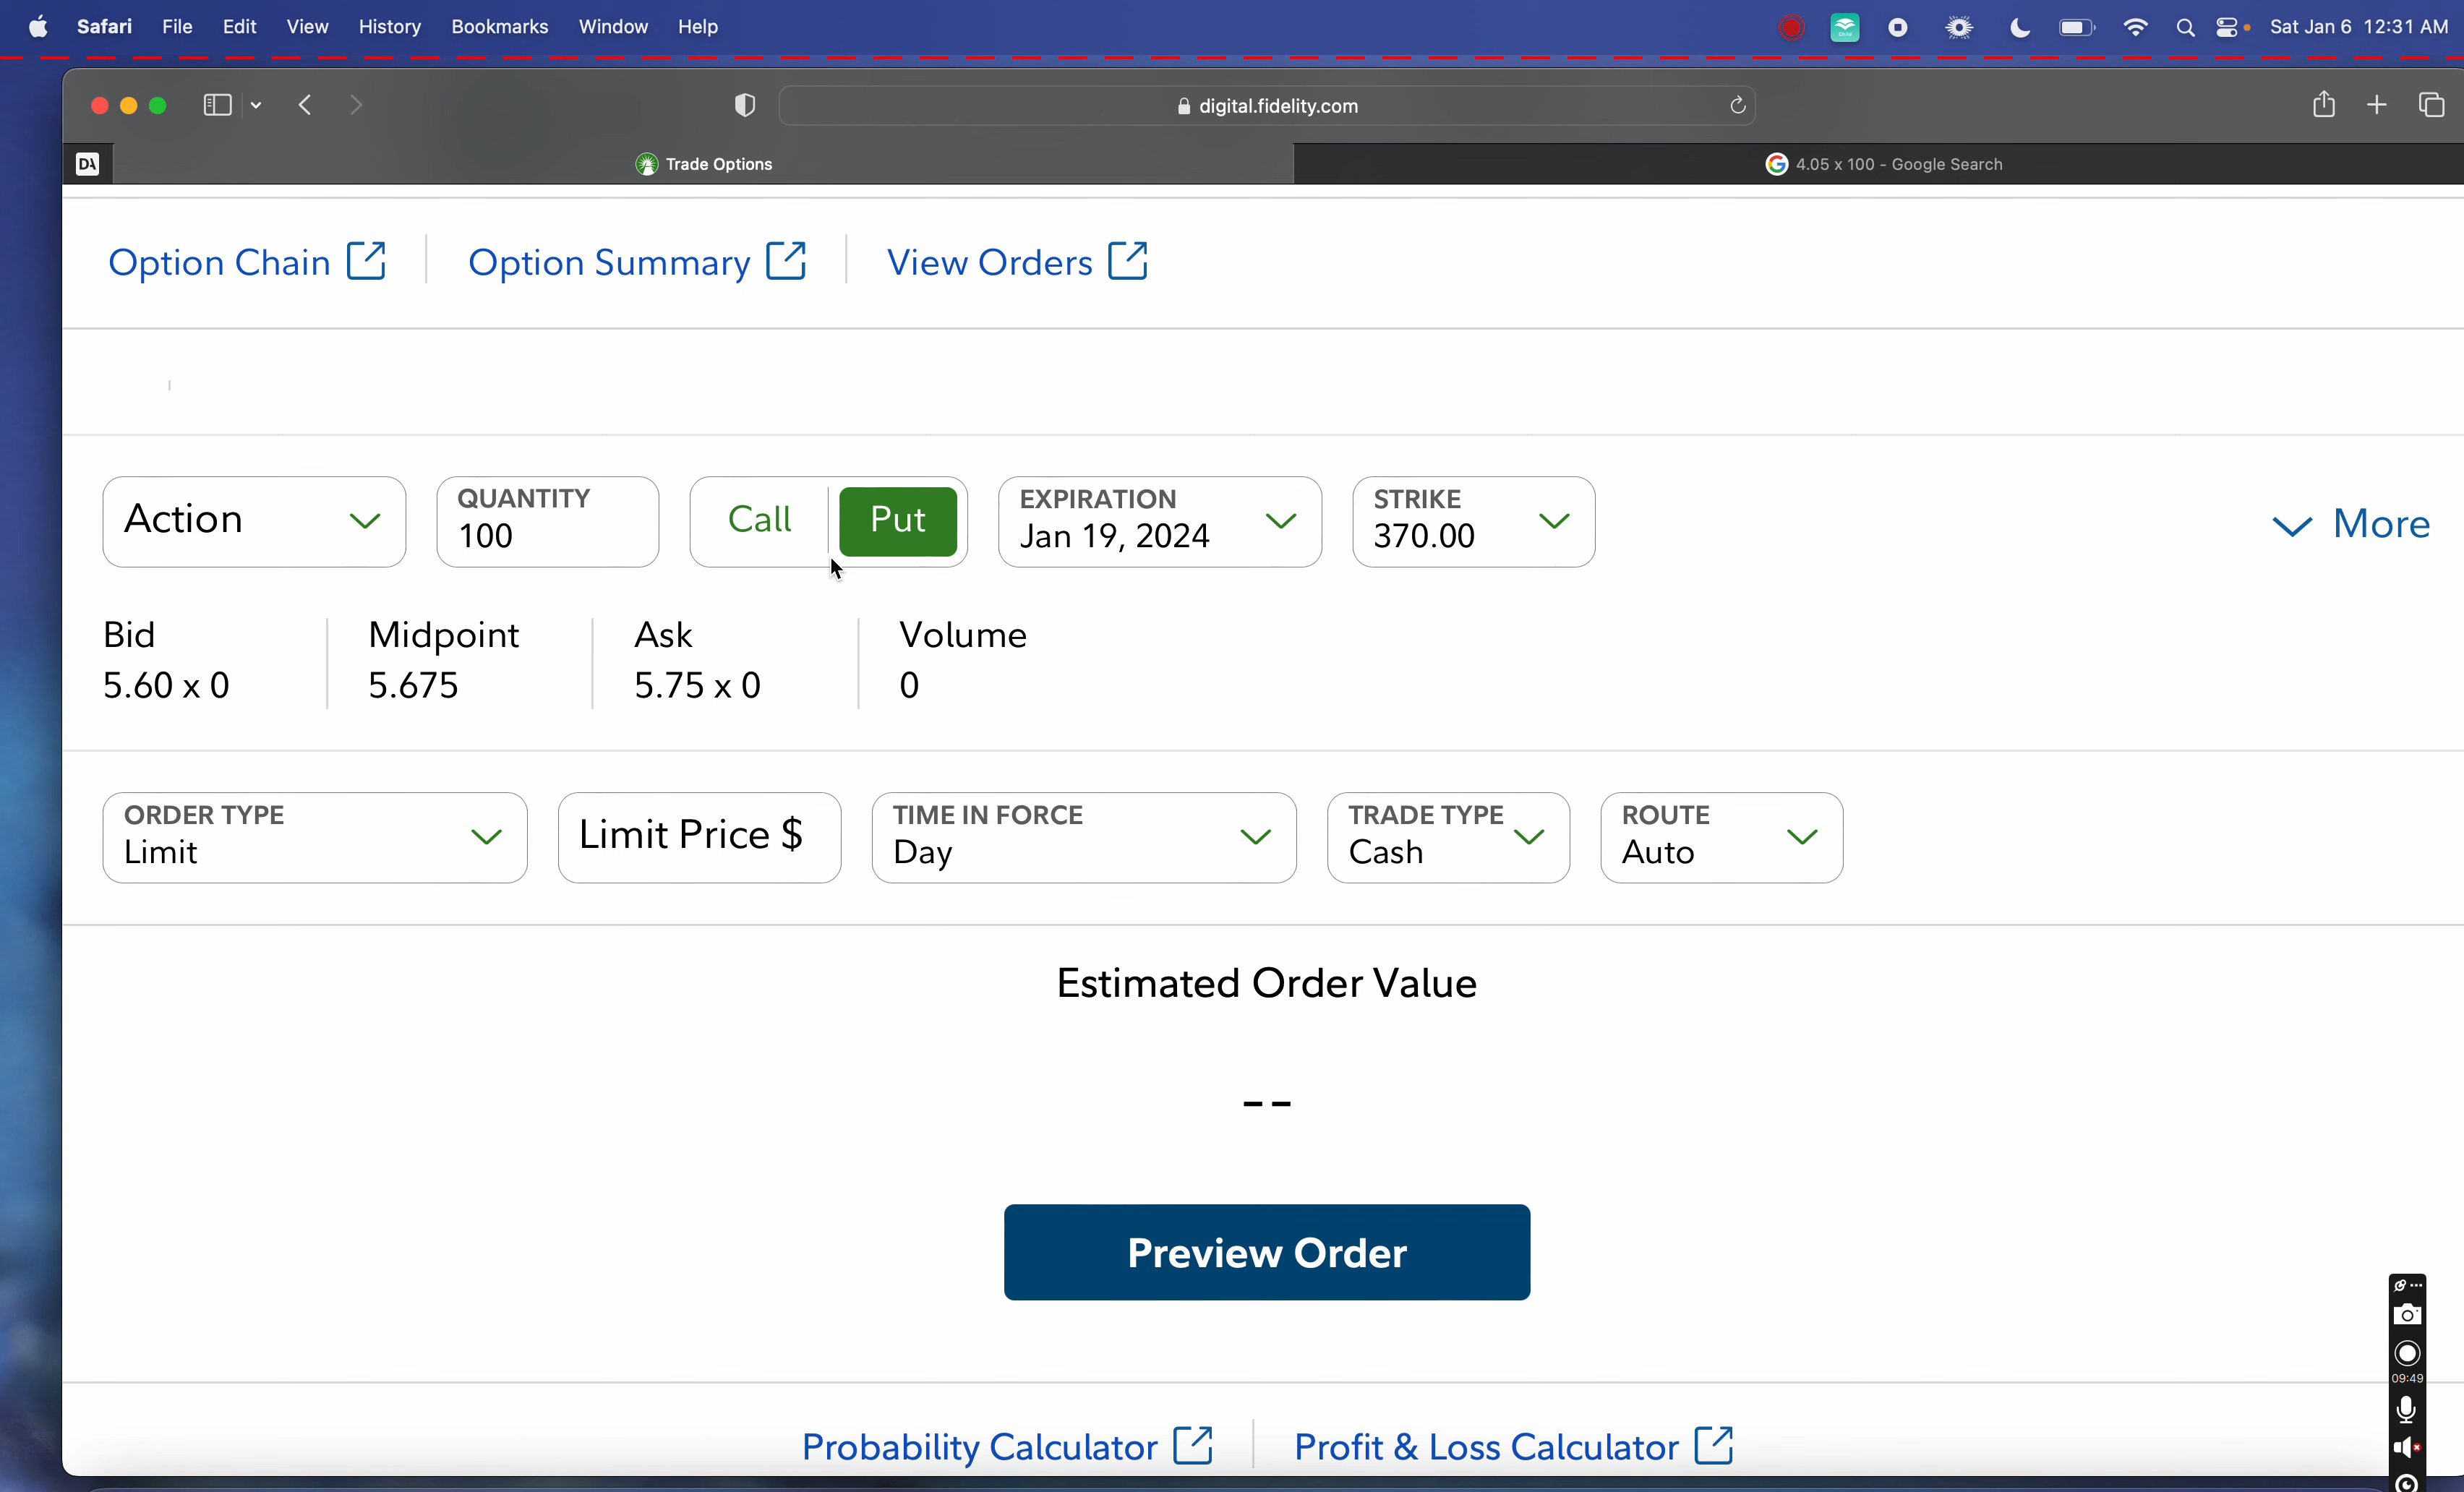 Safari File Edit View History Bookmarks Window Help Sat Jan 6 12:31 AM
digital.fidelity.com
Trade Options
4.05 x 100 - Google Search
Option Chain
Option Summary
View Orders
Action
QUANTITY
100
Call
Put
EXPIRATION
Jan 19, 2024
STRIKE
370.00
More
Bid
5.60 x 0
Midpoint
5.675
Ask
5.75 x 0
Volume
0
ORDER TYPE
Limit
Limit Price $
TIME IN FORCE
Day
TRADE TYPE
Cash
ROUTE
Auto
Estimated Order Value
--
Preview Order
09:49
Probability Calculator
Profit & Loss Calculator